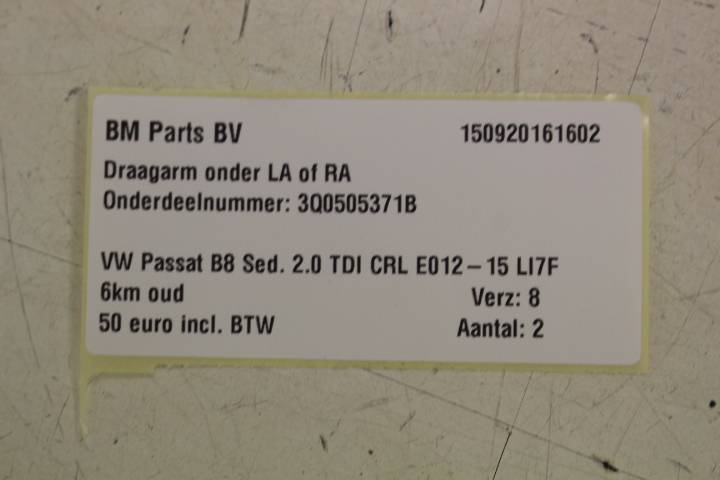 BM Parts BV 150920161602
Draagarm onder LA of RA
Onderdeelnummer: 3Q0505371B
VW Passat B8 Sed. 2.0 TDI CRL E012-15 LI7F
6km oud Verz: 8
50 euro incl. BTW Aantal: 2